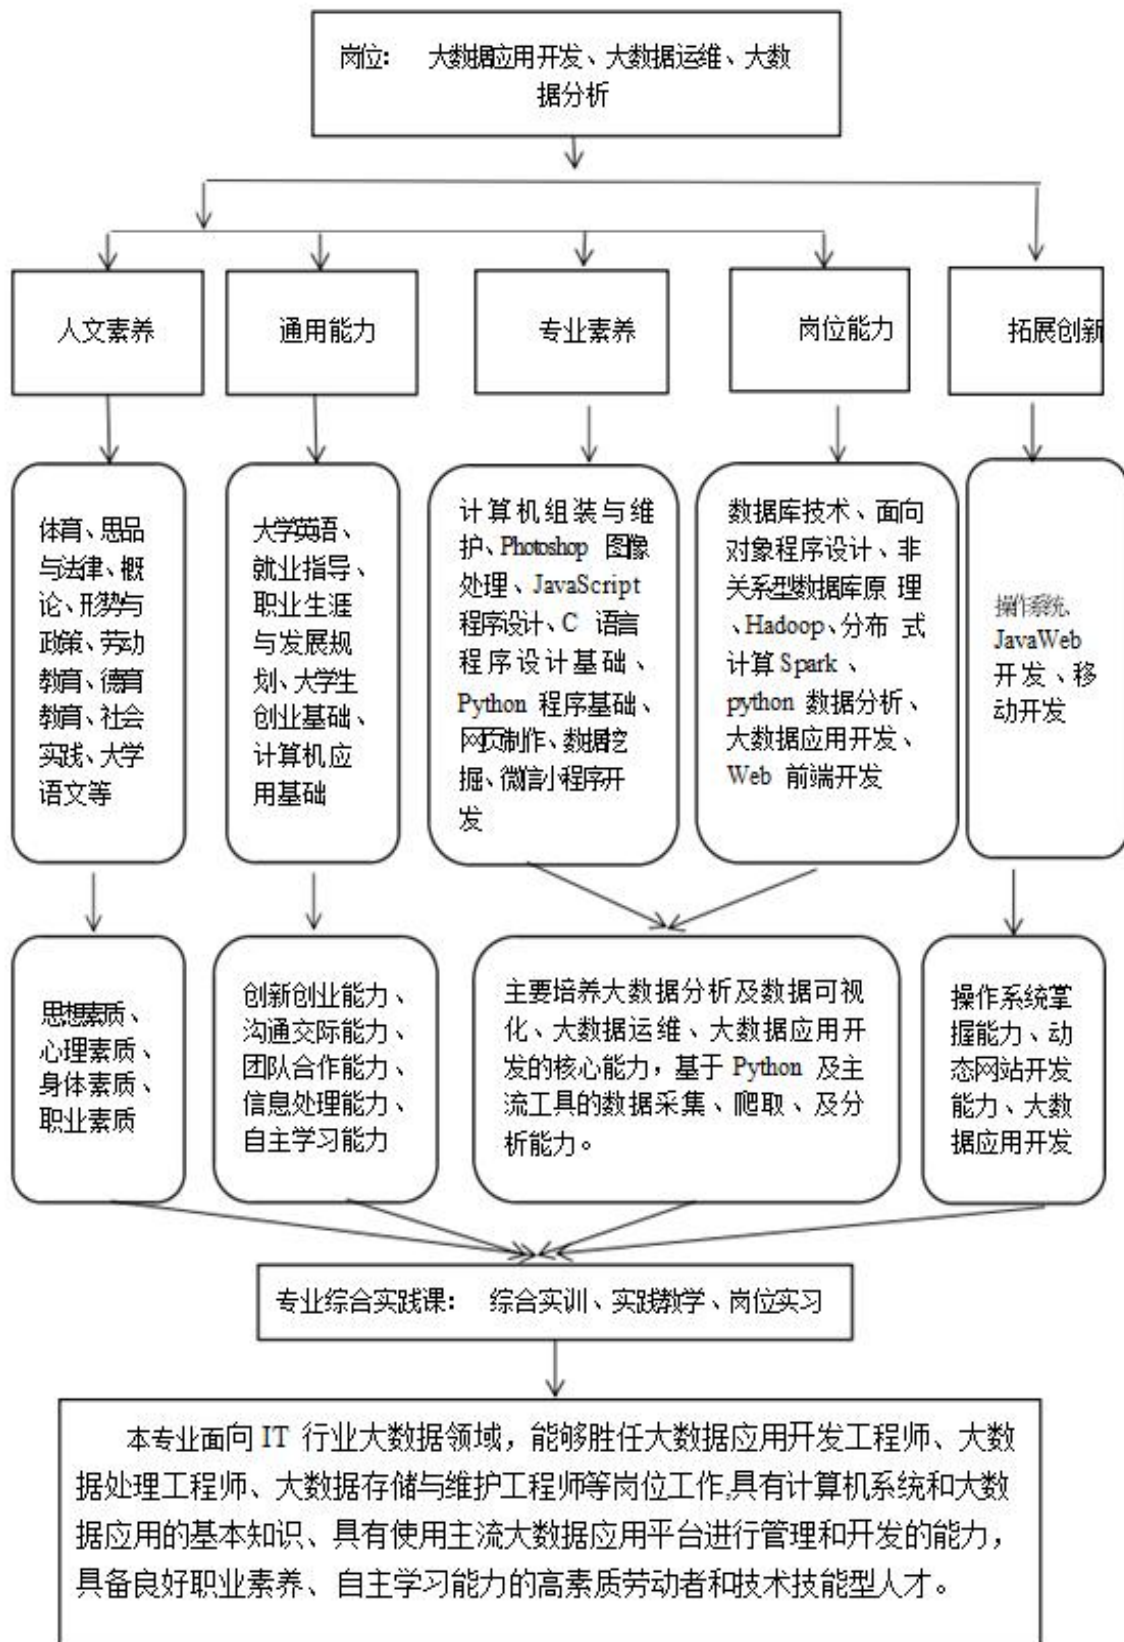 岗位： 大数据应用开发、大数据运维、大数
据分析
人文素养
通用能力
专业素养
岗位能力
拓展创新
体育、思品
与法律、概
论、形势与
政策、劳动
教育、德育
教育、社会
实践、大学
语文等
大学英语、
就业指导、
职业生涯
与发展规
划、大学生
创业基础、
计算机应
用基础
计算机组装与维
护、Photoshop 图像
处理、JavaScript
程序设计、C 语言
程序设计基础、
Python 程序基础、
网页制作、数据挖
掘、微信小程序开
发
数据库技术、面向
对象程序设计、非
关系型数据库原 理
、Hadoop、分布 式
计算 Spark 、
python 数据分析、
大数据应用开发、
Web 前端开发
操作系统、
JavaWeb
开发、移
动开发
思想素质、
心理素质、
身体素质、
职业素质
创新创业能力、
沟通交际能力、
团队合作能力、
信息处理能力、
自主学习能力
主要培养大数据分析及数据可视
化、大数据运维、大数据应用开
发的核心能力，基于 Python 及主
流工具的数据采集、爬取、及分
析能力。
操作系统掌
握能力、动
态网站开发
能力、大数
据应用开发
专业综合实践课： 综合实训、实践教学、岗位实习
本专业面向 IT 行业大数据领域，能够胜任大数据应用开发工程师、大数
据处理工程师、大数据存储与维护工程师等岗位工作,具有计算机系统和大数
据应用的基本知识、具有使用主流大数据应用平台进行管理和开发的能力，
具备良好职业素养、自主学习能力的高素质劳动者和技术技能型人才。